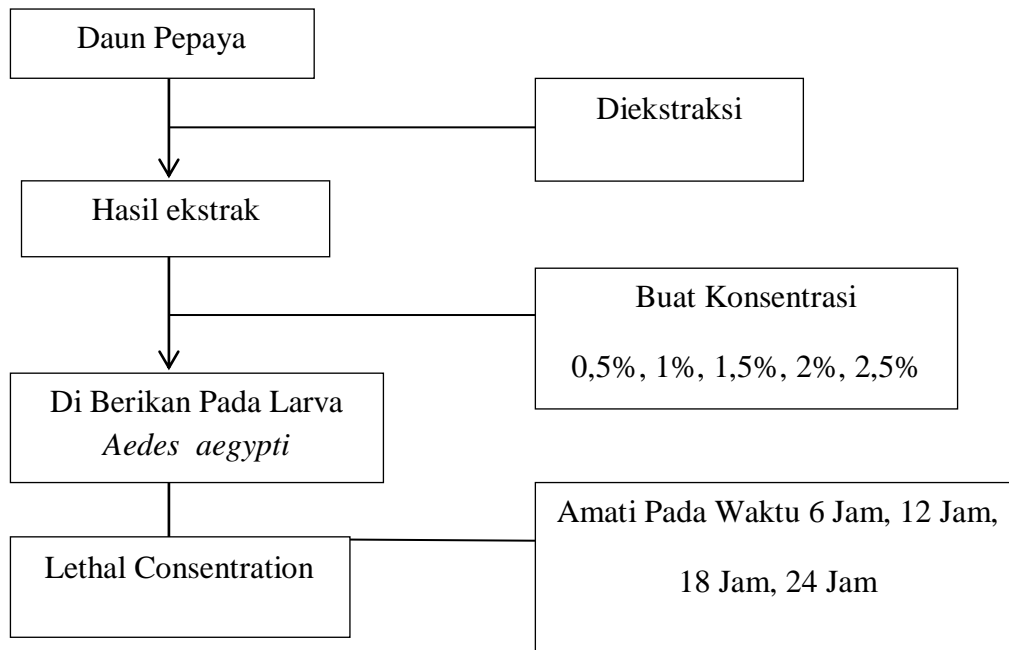 Daun Pepaya
Diekstraksi
Hasil ekstrak
Buat Konsentrasi
0,5%, 1%, 1,5%, 2%, 2,5%
Di Berikan Pada Larva
Aedes aegypti
Amati Pada Waktu 6 Jam, 12 Jam,
18 Jam, 24 Jam
Lethal Consentration